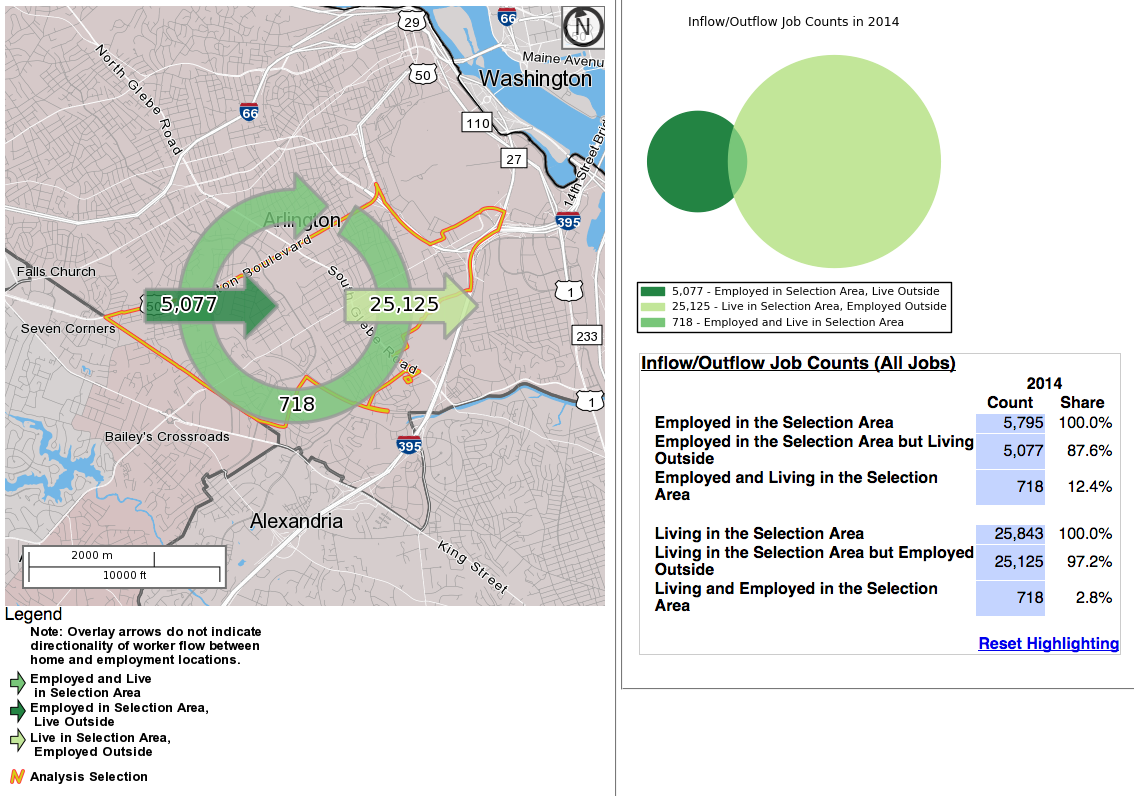 29
66
N
Maine Avenu
50
Washington
North Glebe Road
66
110
27
14th Street Bri
Arlington
395
Falls Church
ton Boulevard
South Glebe Road
50
5,077
25,125
1
Seven Corners
233
718
1
Bailey's Crossroads
395
Alexandria
King Street
2000 m
10000 ft
Legend
Note: Overlay arrows do not indicate
directionality of worker flow between
home and employment locations.
Employed and Live
in Selection Area
Employed in Selection Area,
Live Outside
Live in Selection Area,
Employed Outside
Analysis Selection
Inflow/Outflow Job Counts in 2014
5,077 - Employed in Selection Area, Live Outside
25,125 - Live in Selection Area, Employed Outside
718 - Employed and Live in Selection Area
Inflow/Outflow Job Counts (All Jobs)
2014
Count Share
Employed in the Selection Area 5,795 100.0%
Employed in the Selection Area but Living
Outside 5,077 87.6%
Employed and Living in the Selection
Area 718 12.4%
Living in the Selection Area 25,843 100.0%
Living in the Selection Area but Employed
Outside 25,125 97.2%
Living and Employed in the Selection
Area 718 2.8%
Reset Highlighting